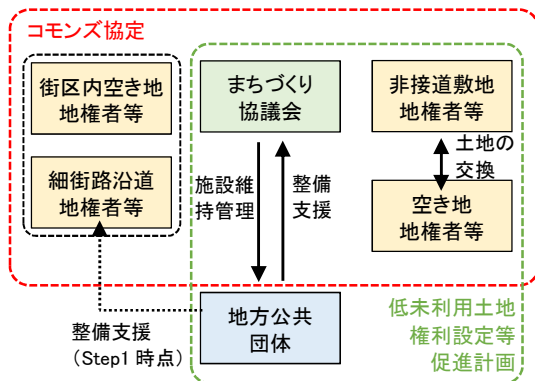 コモンズ協定
街区内空き地
地権者等
細街路沿道
地権者等
まちづくり
協議会
非接道敷地
地権者等
土地の
交換
空き地
地権者等
施設維
持管理
整備
支援
地方公共
団体
整備支援
（Step1 時点）
低未利用土地
権利設定等
促進計画